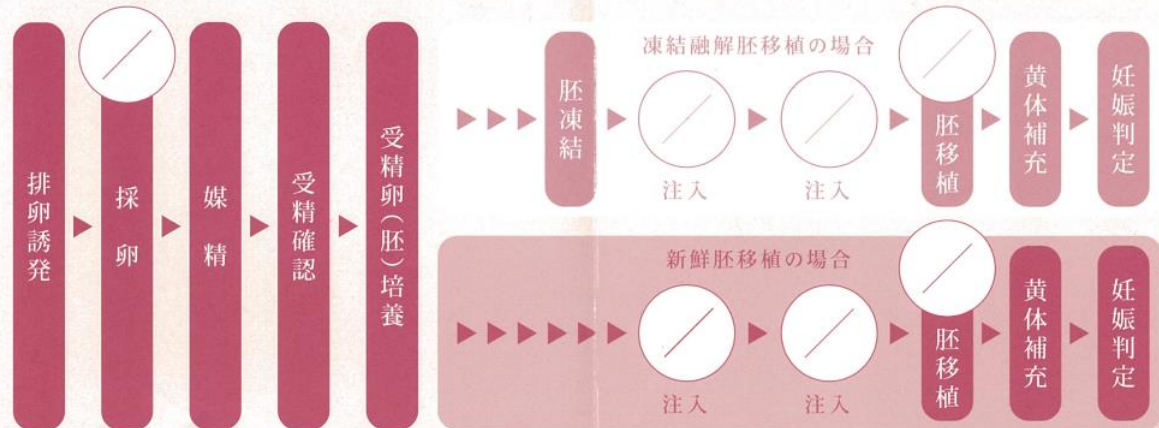 排卵誘発
採卵
媒精
受精確認
受精卵(胚)培養
凍結融解胚移植の場合
胚凍結
注入
注入
胚移植
黄体補充
妊娠判定
新鮮胚移植の場合
注入
注入
胚移植
黄体補充
妊娠判定